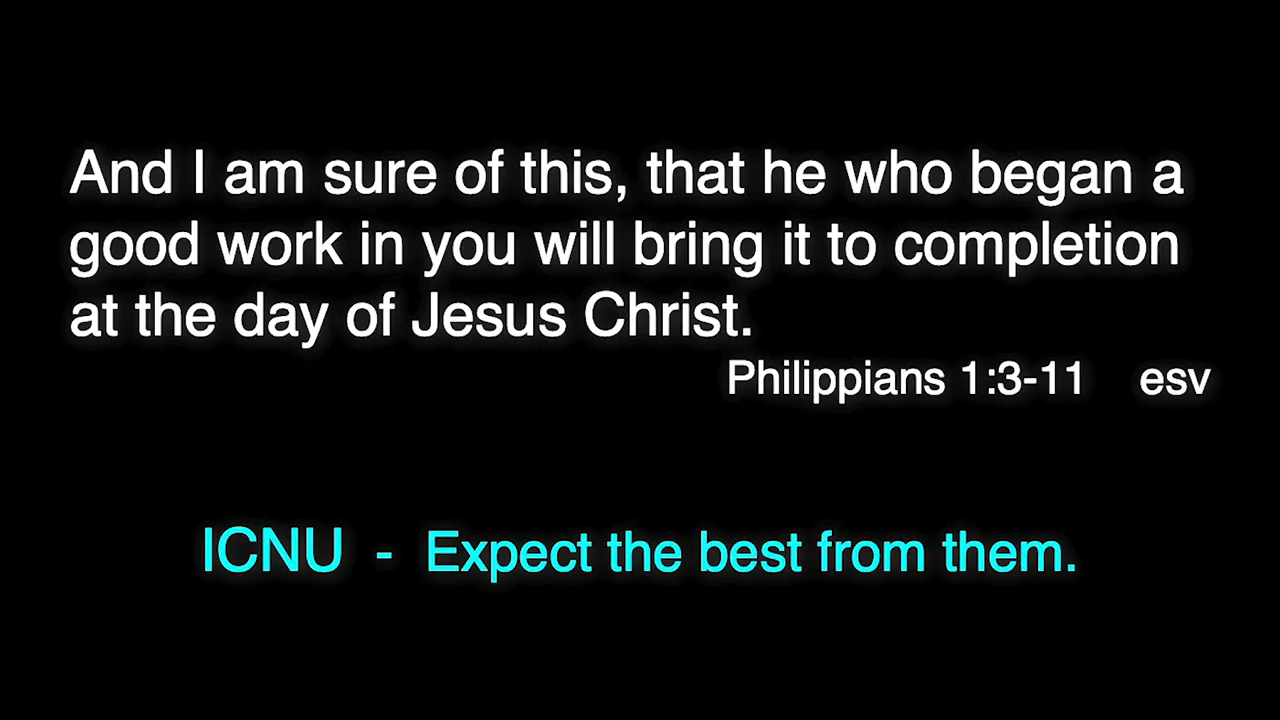 And I am sure of this, that he who began a
good work in you will bring it to completion
at the day of Jesus Christ.
Philippians 1:3-11 esv
ICNU - Expect the best from them.